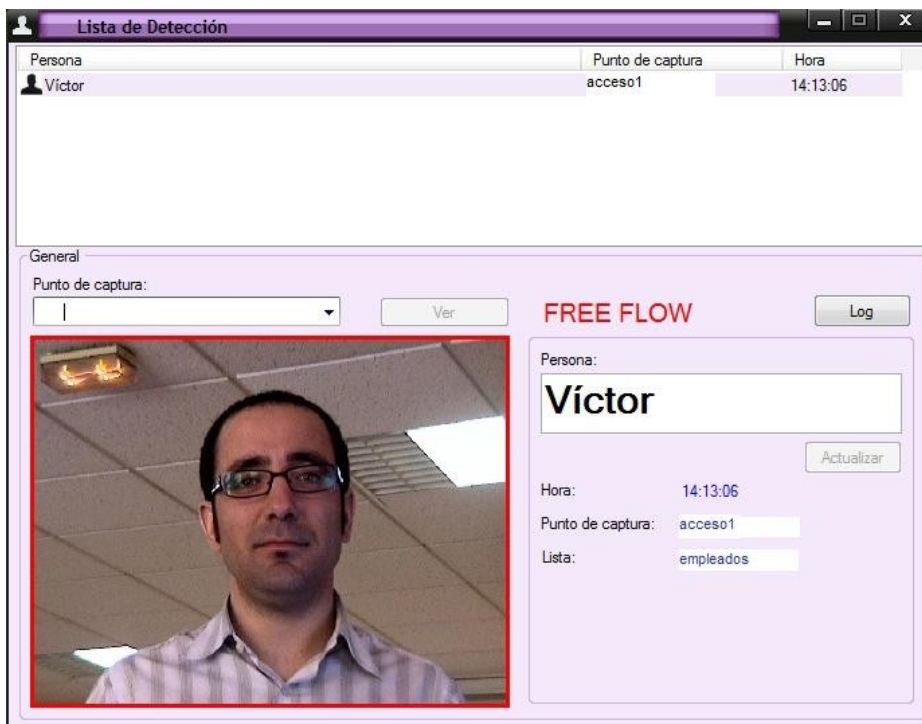 Lista de Detección
Persona Punto de captura Hora
Víctor acceso1 14:13:06
General
Punto de captura:
Ver
FREE FLOW
Log
Persona:
Víctor
Actualizar
Hora: 14:13:06
Punto de captura: acceso1
Lista: empleados